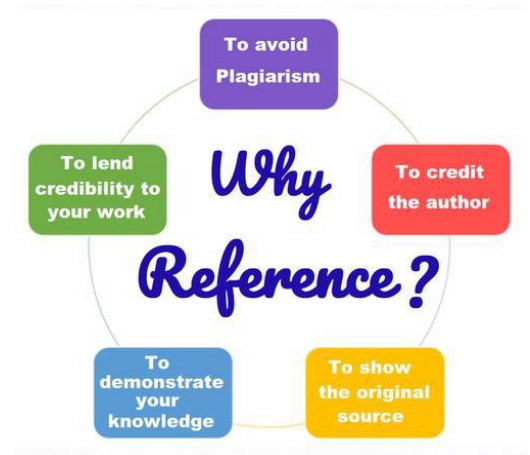 To avoid
Plagiarism
To lend
credibility to
your work
Why
Reference?
To credit
the author
To
demonstrate
your
knowledge
To show
the original
source